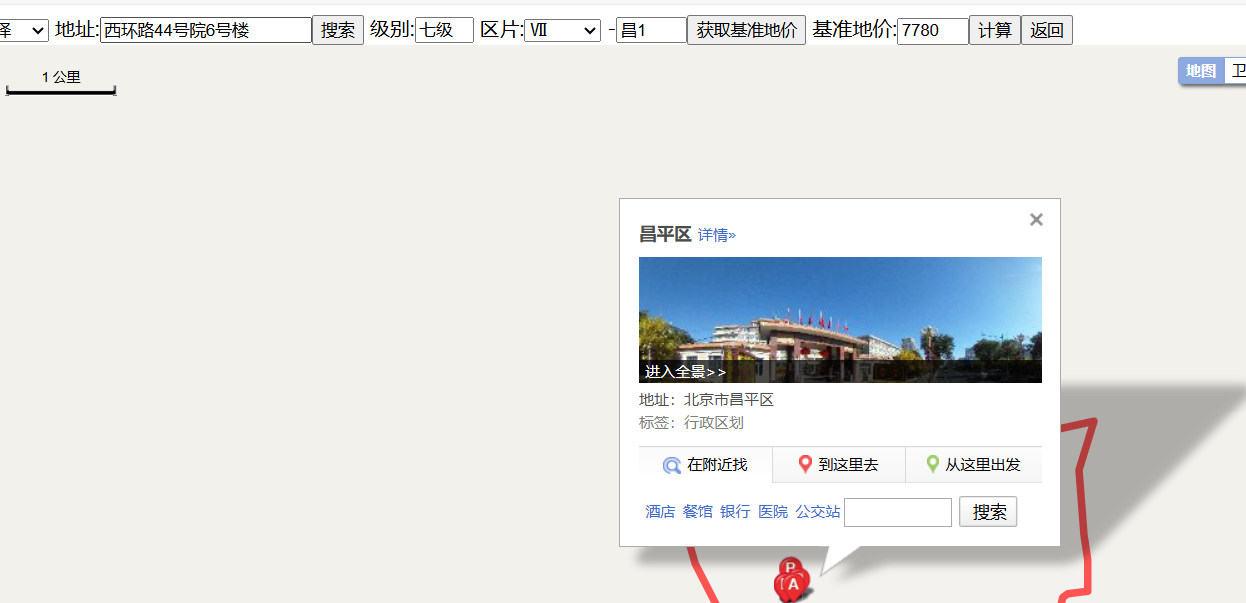 择 地址: 西环路44号院6号楼 搜索 级别: 七级 区片: Ⅶ -昌1 获取基准地价 基准地价: 7780 计算 返回
1 公里
地图 卫
昌平区 详情»
进入全景>>
地址：北京市昌平区
标签：行政区划
在附近找 到这里去 从这里出发
酒店 餐馆 银行 医院 公交站 搜索
P
A